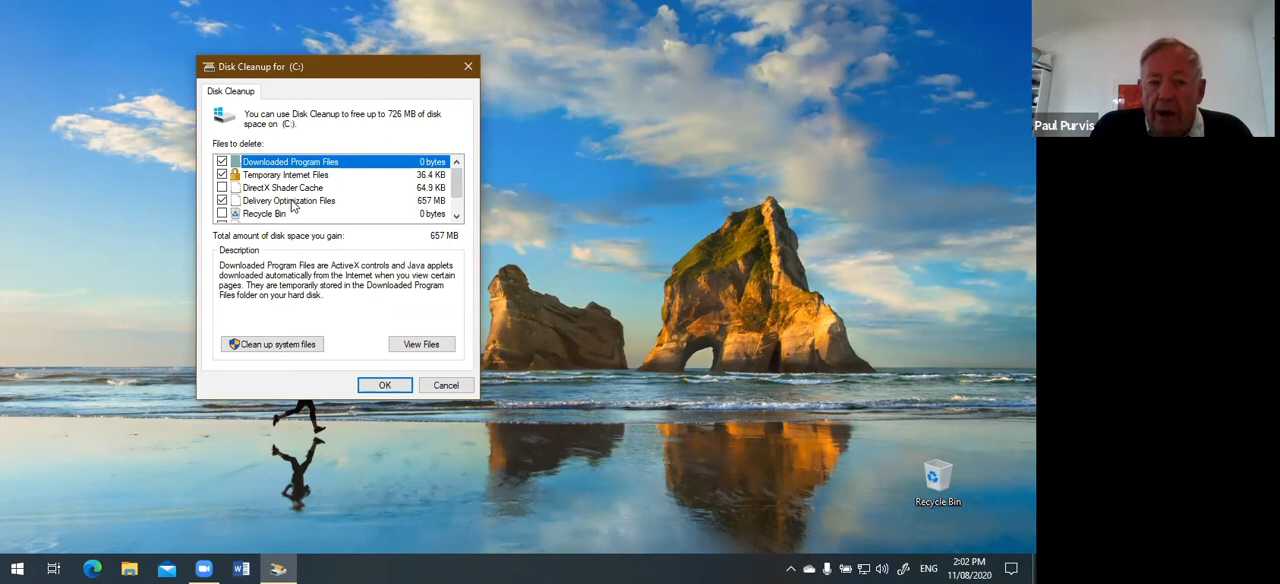 Disk Cleanup for (C:)
Disk Cleanup
You can use Disk Cleanup to free up to 726 MB of disk
space on (C:).
Files to delete:
Downloaded Program Files 0 bytes
Temporary Internet Files 36.4 KB
DirectX Shader Cache 64.9 KB
Delivery Optimization Files 657 MB
Recycle Bin 0 bytes
Total amount of disk space you gain: 657 MB
Description
Downloaded Program Files are ActiveX controls and Java applets
downloaded automatically from the Internet when you view certain
pages. They are temporarily stored in the Downloaded Program
Files folder on your hard disk.
Clean up system files View Files
OK Cancel
Paul Purvis
Recycle Bin
ENG
2:02 PM
11/08/2020